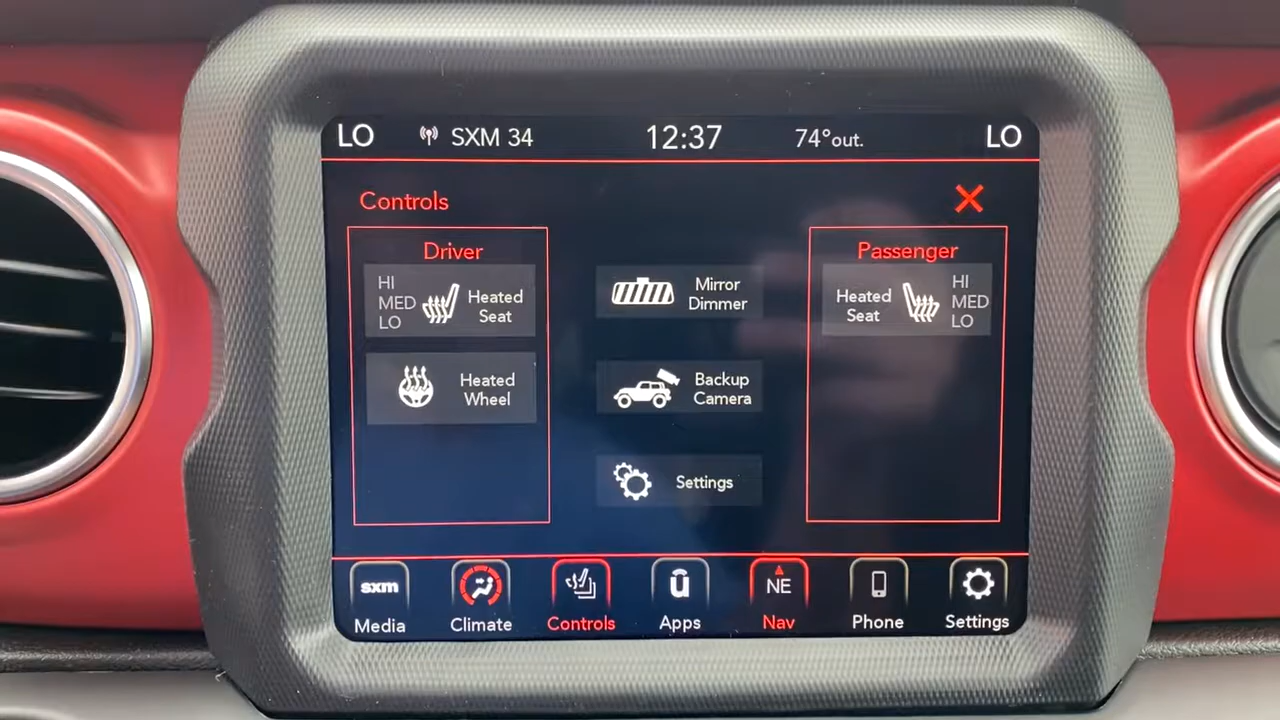 LO SXM 34 12:37 74°out. LO
Controls
Driver
HI
MED
LO
Heated
Seat
Heated
Wheel
Mirror
Dimmer
Backup
Camera
Settings
Passenger
Heated
Seat
HI
MED
LO
sxm
Media
Climate
Controls
ū
Apps
NE
Nav
Phone
Settings